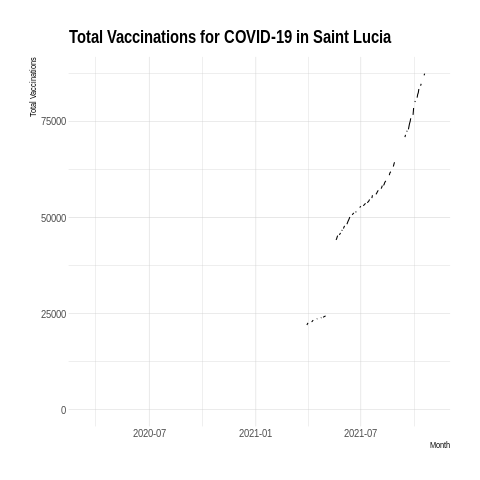 Total Vaccinations for COVID-19 in Saint Lucia
Total Vaccinations
75000
50000
25000
0
2020-07 2021-01 2021-07
Month